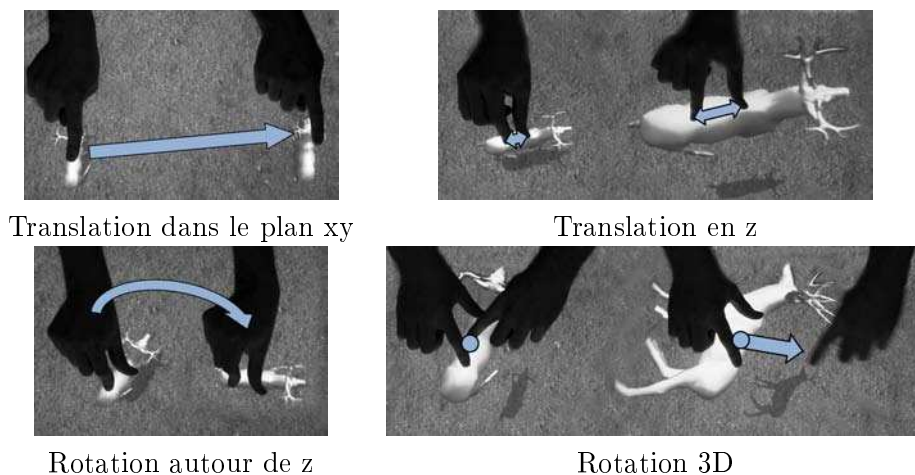 Translation dans le plan xy
Translation en z
Rotation autour de z
Rotation 3D